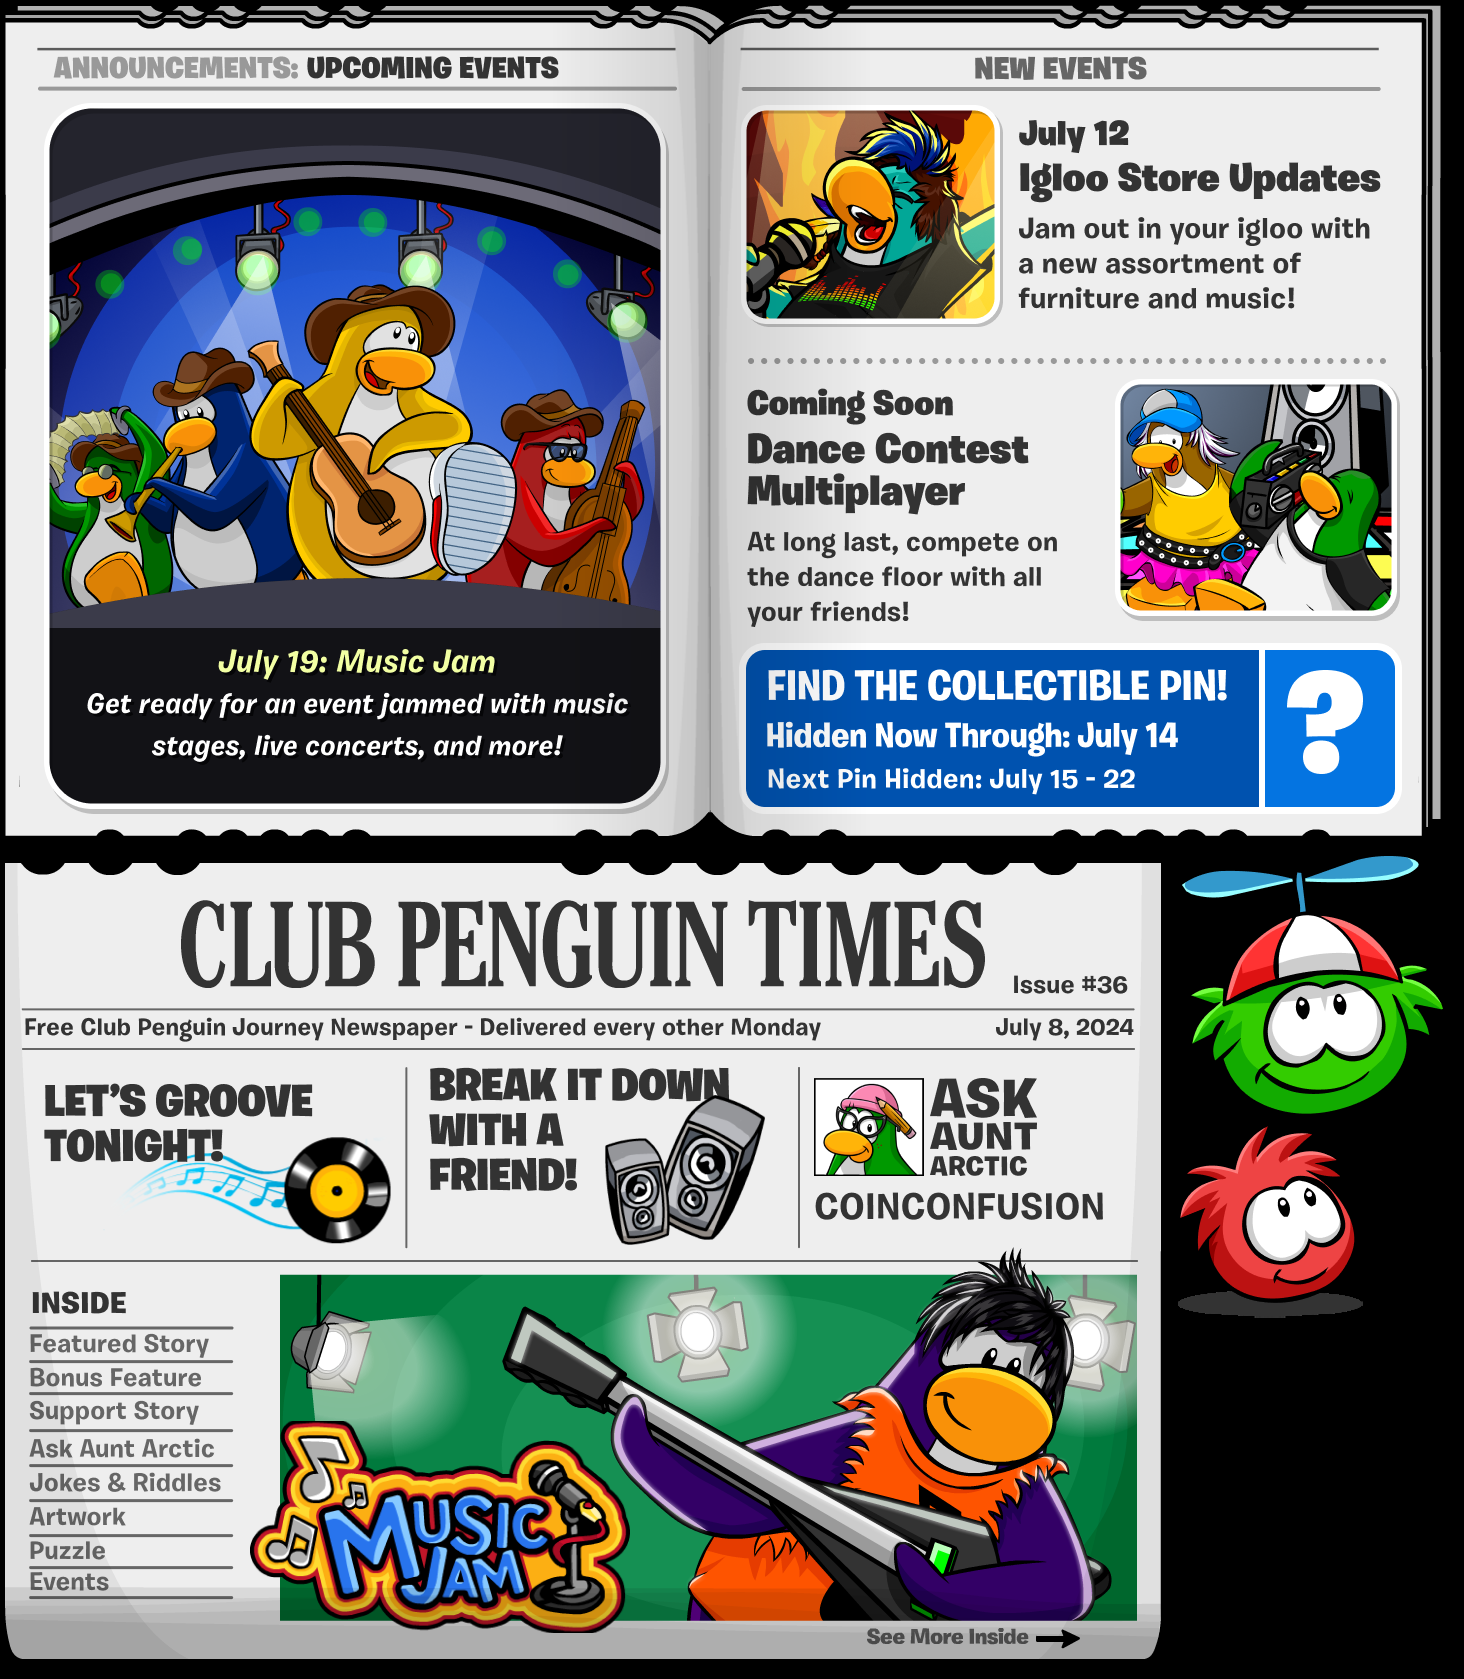 ANNOUNCEMENTS: UPCOMING EVENTS
July 19: Music Jam
Get ready for an event jammed with music
stages, live concerts, and more!
NEW EVENTS
July 12
Igloo Store Updates
Jam out in your igloo with
a new assortment of
furniture and music!
Coming Soon
Dance Contest
Multiplayer
At long last, compete on
the dance floor with all
your friends!
FIND THE COLLECTIBLE PIN!
Hidden Now Through: July 14
Next Pin Hidden: July 15 - 22
?
CLUB PENGUIN TIMES
Issue #36
Free Club Penguin Journey Newspaper - Delivered every other Monday
July 8, 2024
LET'S GROOVE
TONIGHT!
BREAK IT DOWN
WITH A
FRIEND!
ASK
AUNT
ARCTIC
COINCONFUSION
INSIDE
Featured Story
Bonus Feature
Support Story
Ask Aunt Arctic
Jokes & Riddles
Artwork
Puzzle
Events
MUSIC
JAM
See More Inside